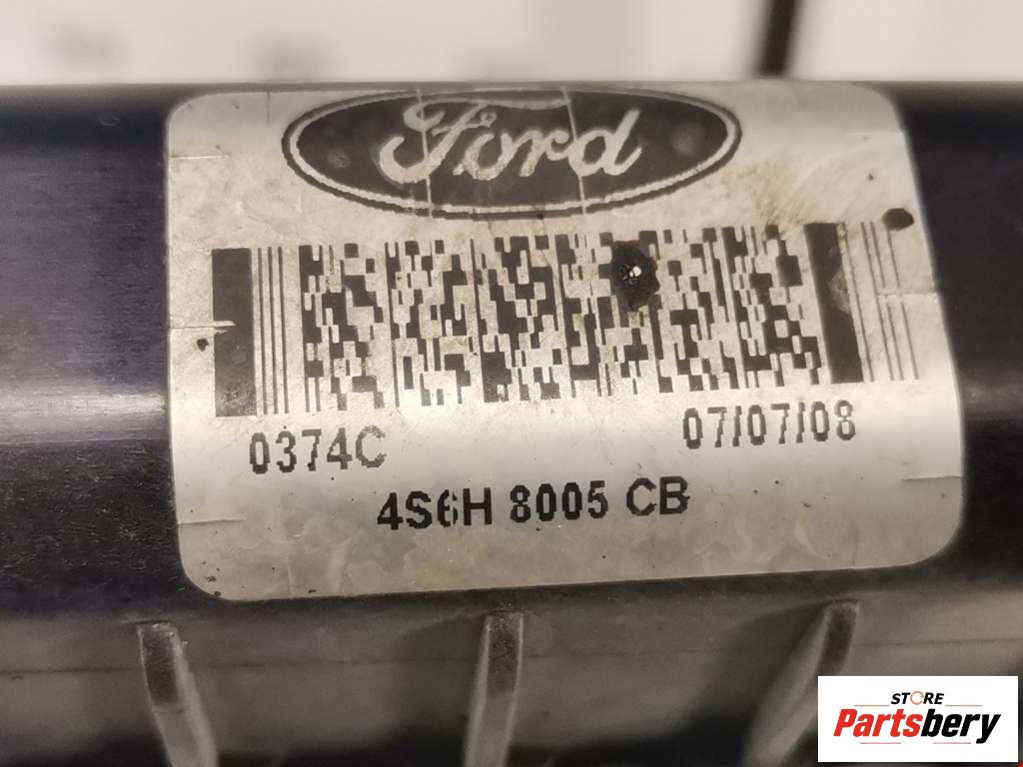 Ford
0374C
07/07/08
4S6H 8005 CB
STORE
Partsbery